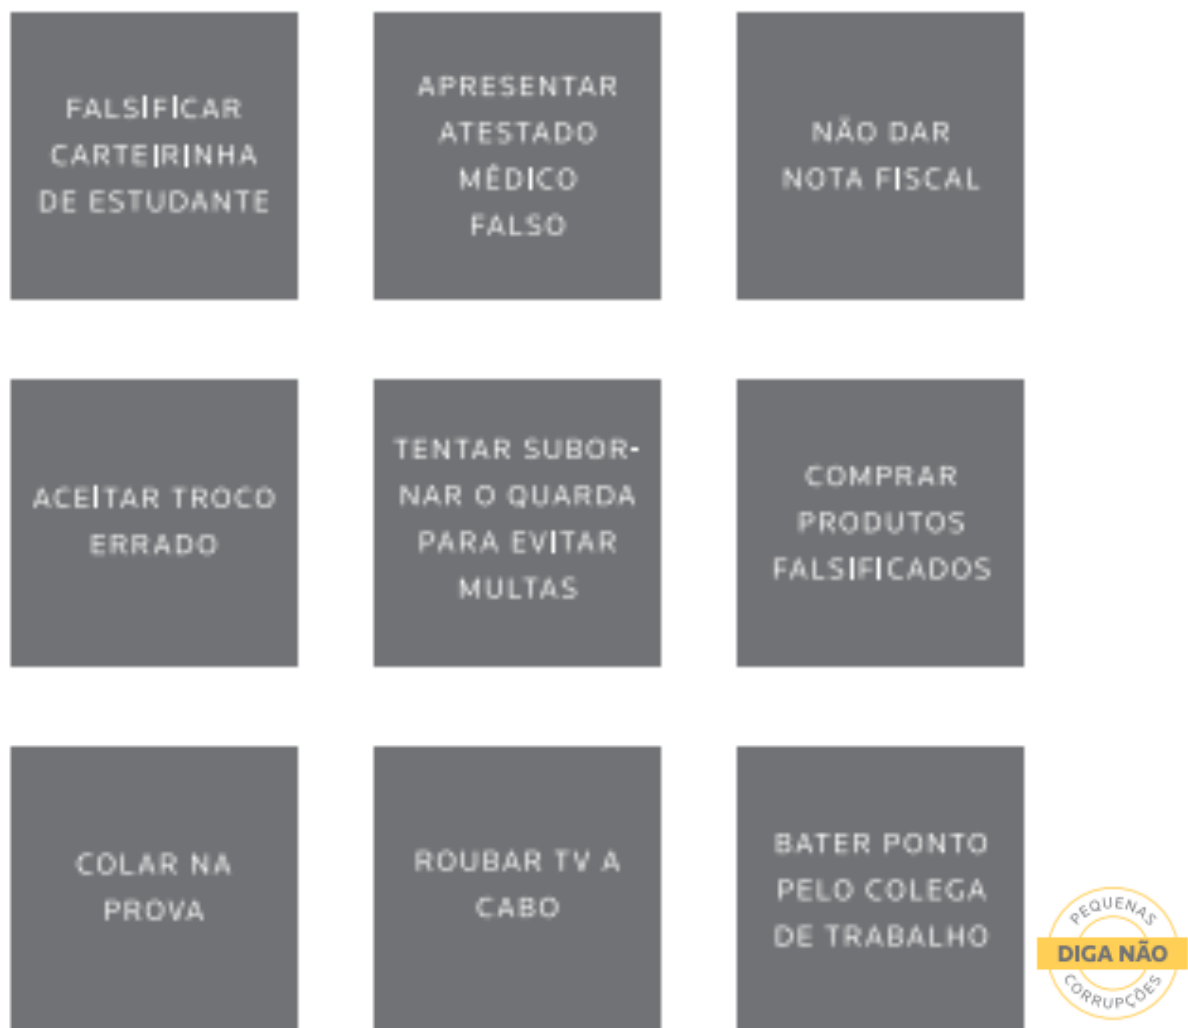 FALSIFICAR
CARTEIRINHA
DE ESTUDANTE
APRESENTAR
ATESTADO
MÉDICO
FALSO
NÃO DAR
NOTA FISCAL
ACEITAR TROCO
ERRADO
TENTAR SUBOR-
NAR O QUARDA
PARA EVITAR
MULTAS
COMPRAR
PRODUTOS
FALSIFICADOS
COLAR NA
PROVA
ROUBAR TV A
CABO
BATER PONTO
PELO COLEGA
DE TRABALHO
PEQUENAS
DIGA NÃO
CORRUPÇÕES